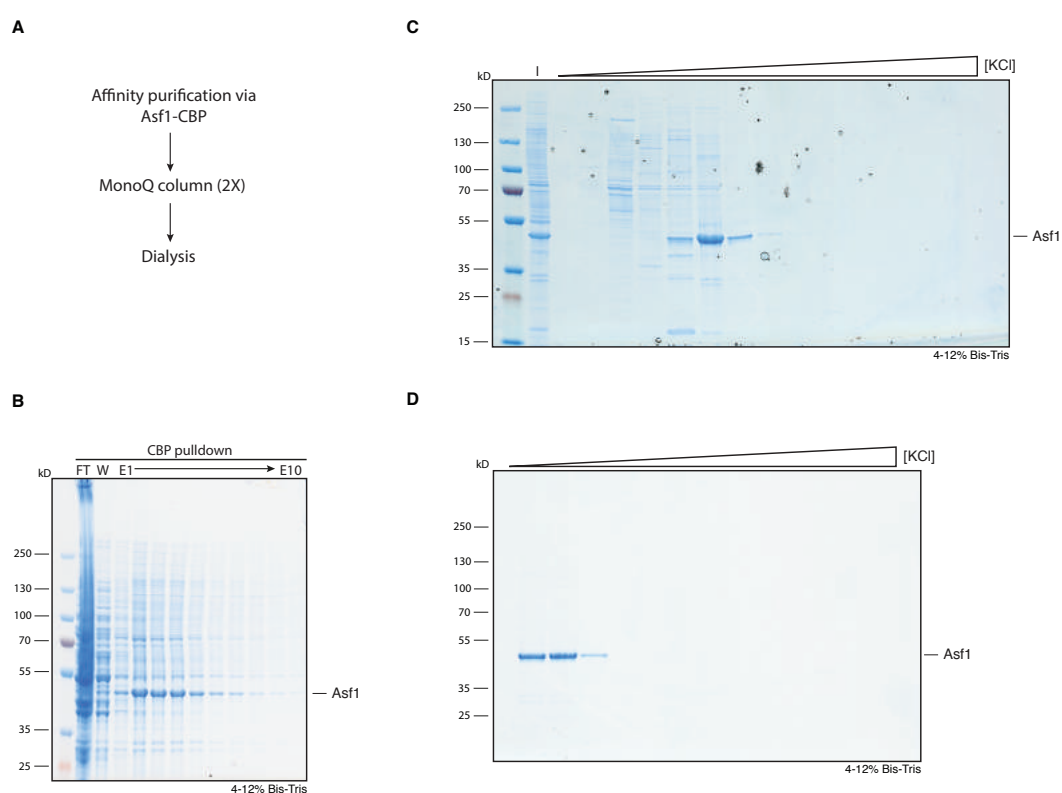 A
Affinity purification via
Asf1-CBP
MonoQ column (2X)
Dialysis
B
CBP pulldown
kD
FT W E1 E10
250
130
100
70
55
35
25
Asf1
4-12% Bis-Tris
C
[KCl]
kD
I
250
130
100
70
55
35
25
15
Asf1
4-12% Bis-Tris
D
[KCl]
kD
250
130
100
70
55
35
25
Asf1
4-12% Bis-Tris